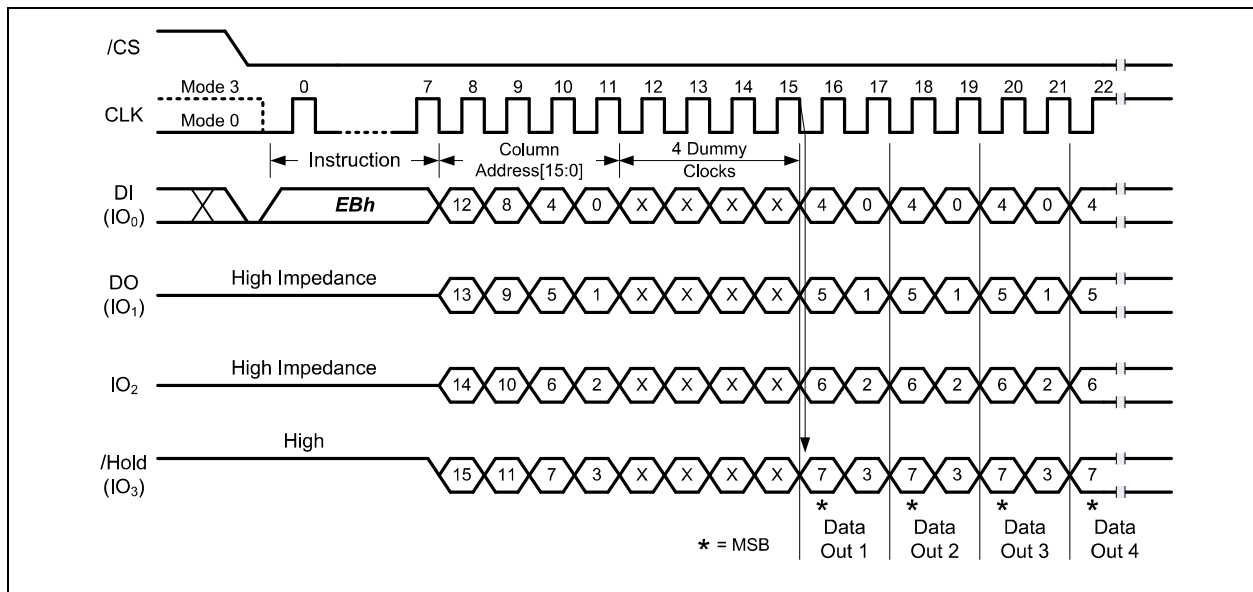 /CS
Mode 3
0 7 8 9 10 11 12 13 14 15 16 17 18 19 20 21 22
CLK
Mode 0
Instruction
Column
Address[15:0]
4 Dummy
Clocks
DI
(IO₀)
EBh
12 8 4 0 X X X X 4 0 4 0 4 0 4
DO
(IO₁)
High Impedance
13 9 5 1 X X X X 5 1 5 1 5 1 5
IO₂
High Impedance
14 10 6 2 X X X X 6 2 6 2 6 2 6
/Hold
(IO₃)
High
15 11 7 3 X X X X 7 3 7 3 7 3 7
* * * *
* = MSB
Data
Out 1
Data
Out 2
Data
Out 3
Data
Out 4